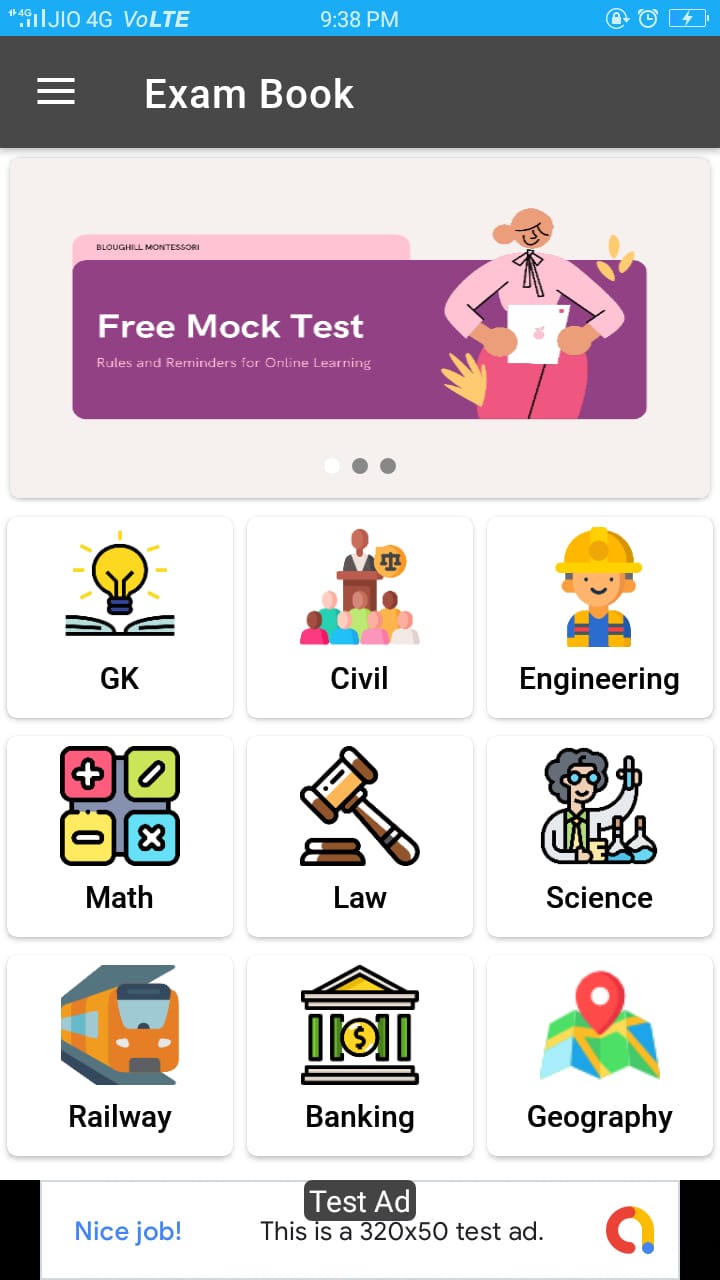 4G JIO 4G VoLTE 9:38 PM
Exam Book
BLOUGHILL MONTESSORI
Free Mock Test
Rules and Reminders for Online Learning
GK Civil Engineering
Math Law Science
Railway Banking Geography
Test Ad
Nice job! This is a 320x50 test ad.